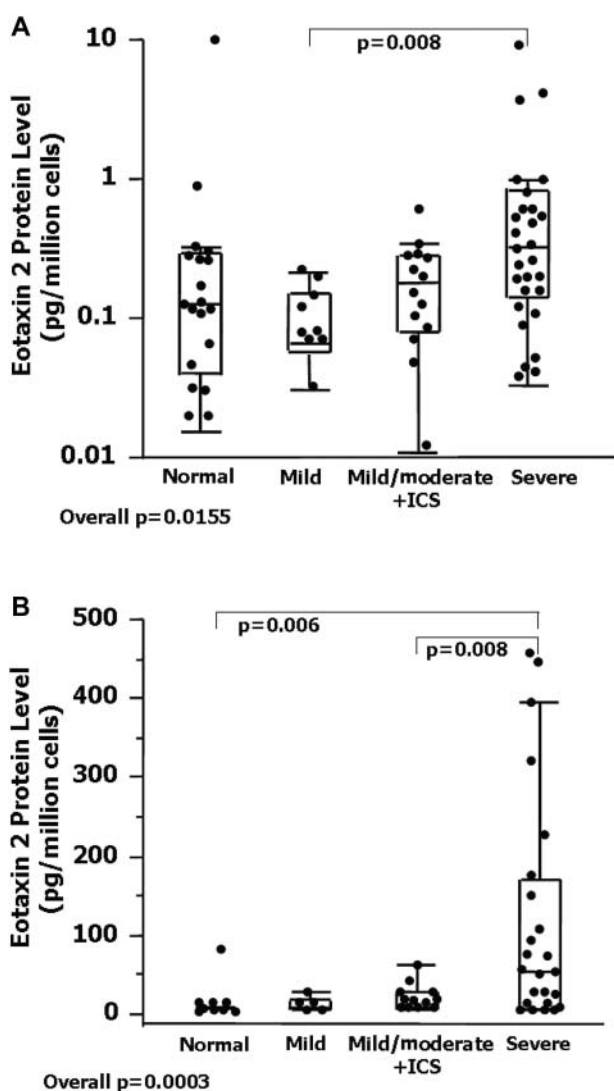 A
p=0.008
10
1
0.1
0.01
Eotaxin 2 Protein Level
(pg/million cells)
Normal
Mild
Mild/moderate
+ICS
Severe
Overall p=0.0155
B
p=0.006
p=0.008
500
400
300
200
100
0
Eotaxin 2 Protein Level
(pg/million cells)
Normal
Mild
Mild/moderate
+ICS
Severe
Overall p=0.0003